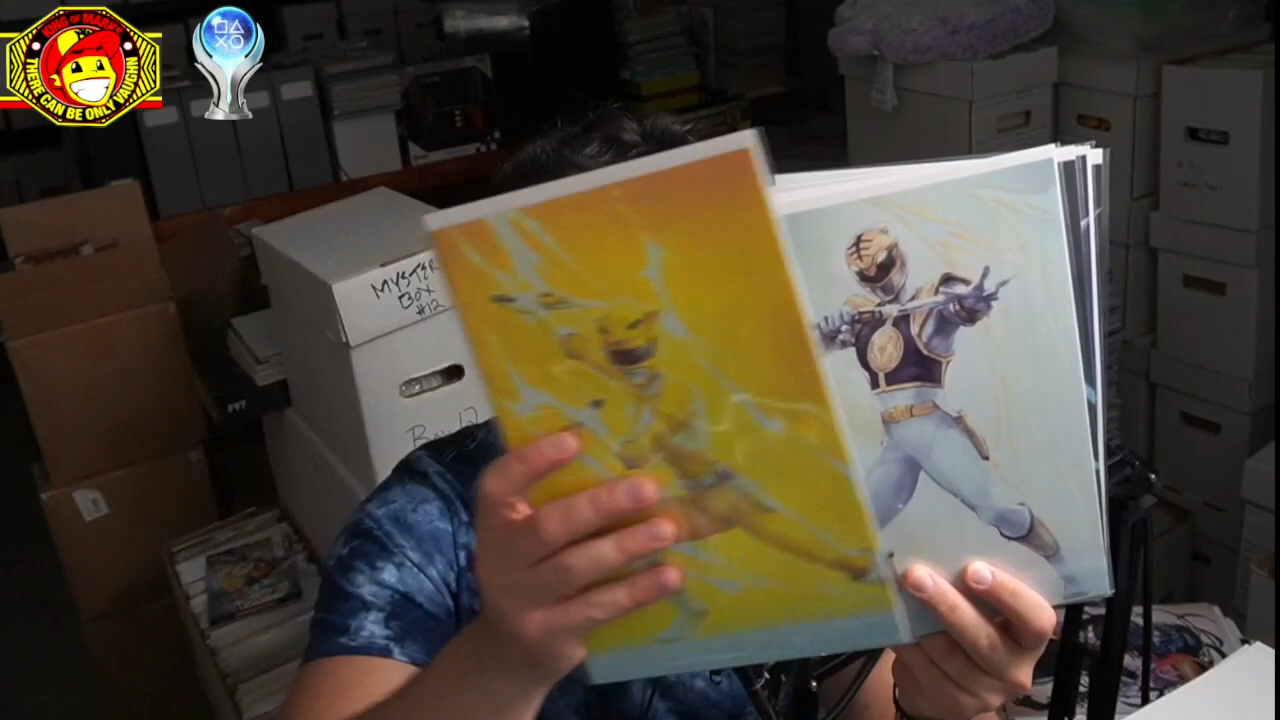 KING OF MARKS
THERE CAN BE ONLY VAUGHN
MYSTERY
BOX
#12
Box 12